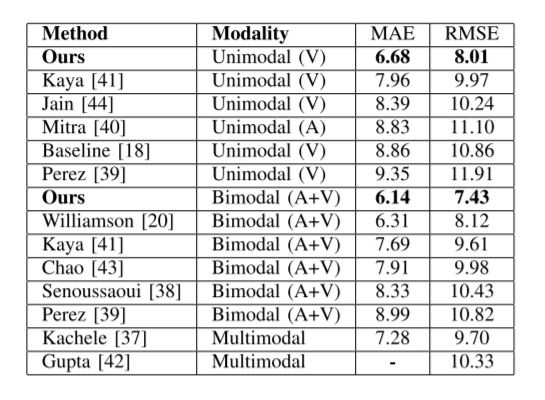 Method Modality MAE RMSE
Ours Unimodal (V) 6.68 8.01
Kaya [41] Unimodal (V) 7.96 9.97
Jain [44] Unimodal (V) 8.39 10.24
Mitra [40] Unimodal (A) 8.83 11.10
Baseline [18] Unimodal (V) 8.86 10.86
Perez [39] Unimodal (V) 9.35 11.91
Ours Bimodal (A+V) 6.14 7.43
Williamson [20] Bimodal (A+V) 6.31 8.12
Kaya [41] Bimodal (A+V) 7.69 9.61
Chao [43] Bimodal (A+V) 7.91 9.98
Senoussaoui [38] Bimodal (A+V) 8.33 10.43
Perez [39] Bimodal (A+V) 8.99 10.82
Kachele [37] Multimodal 7.28 9.70
Gupta [42] Multimodal - 10.33